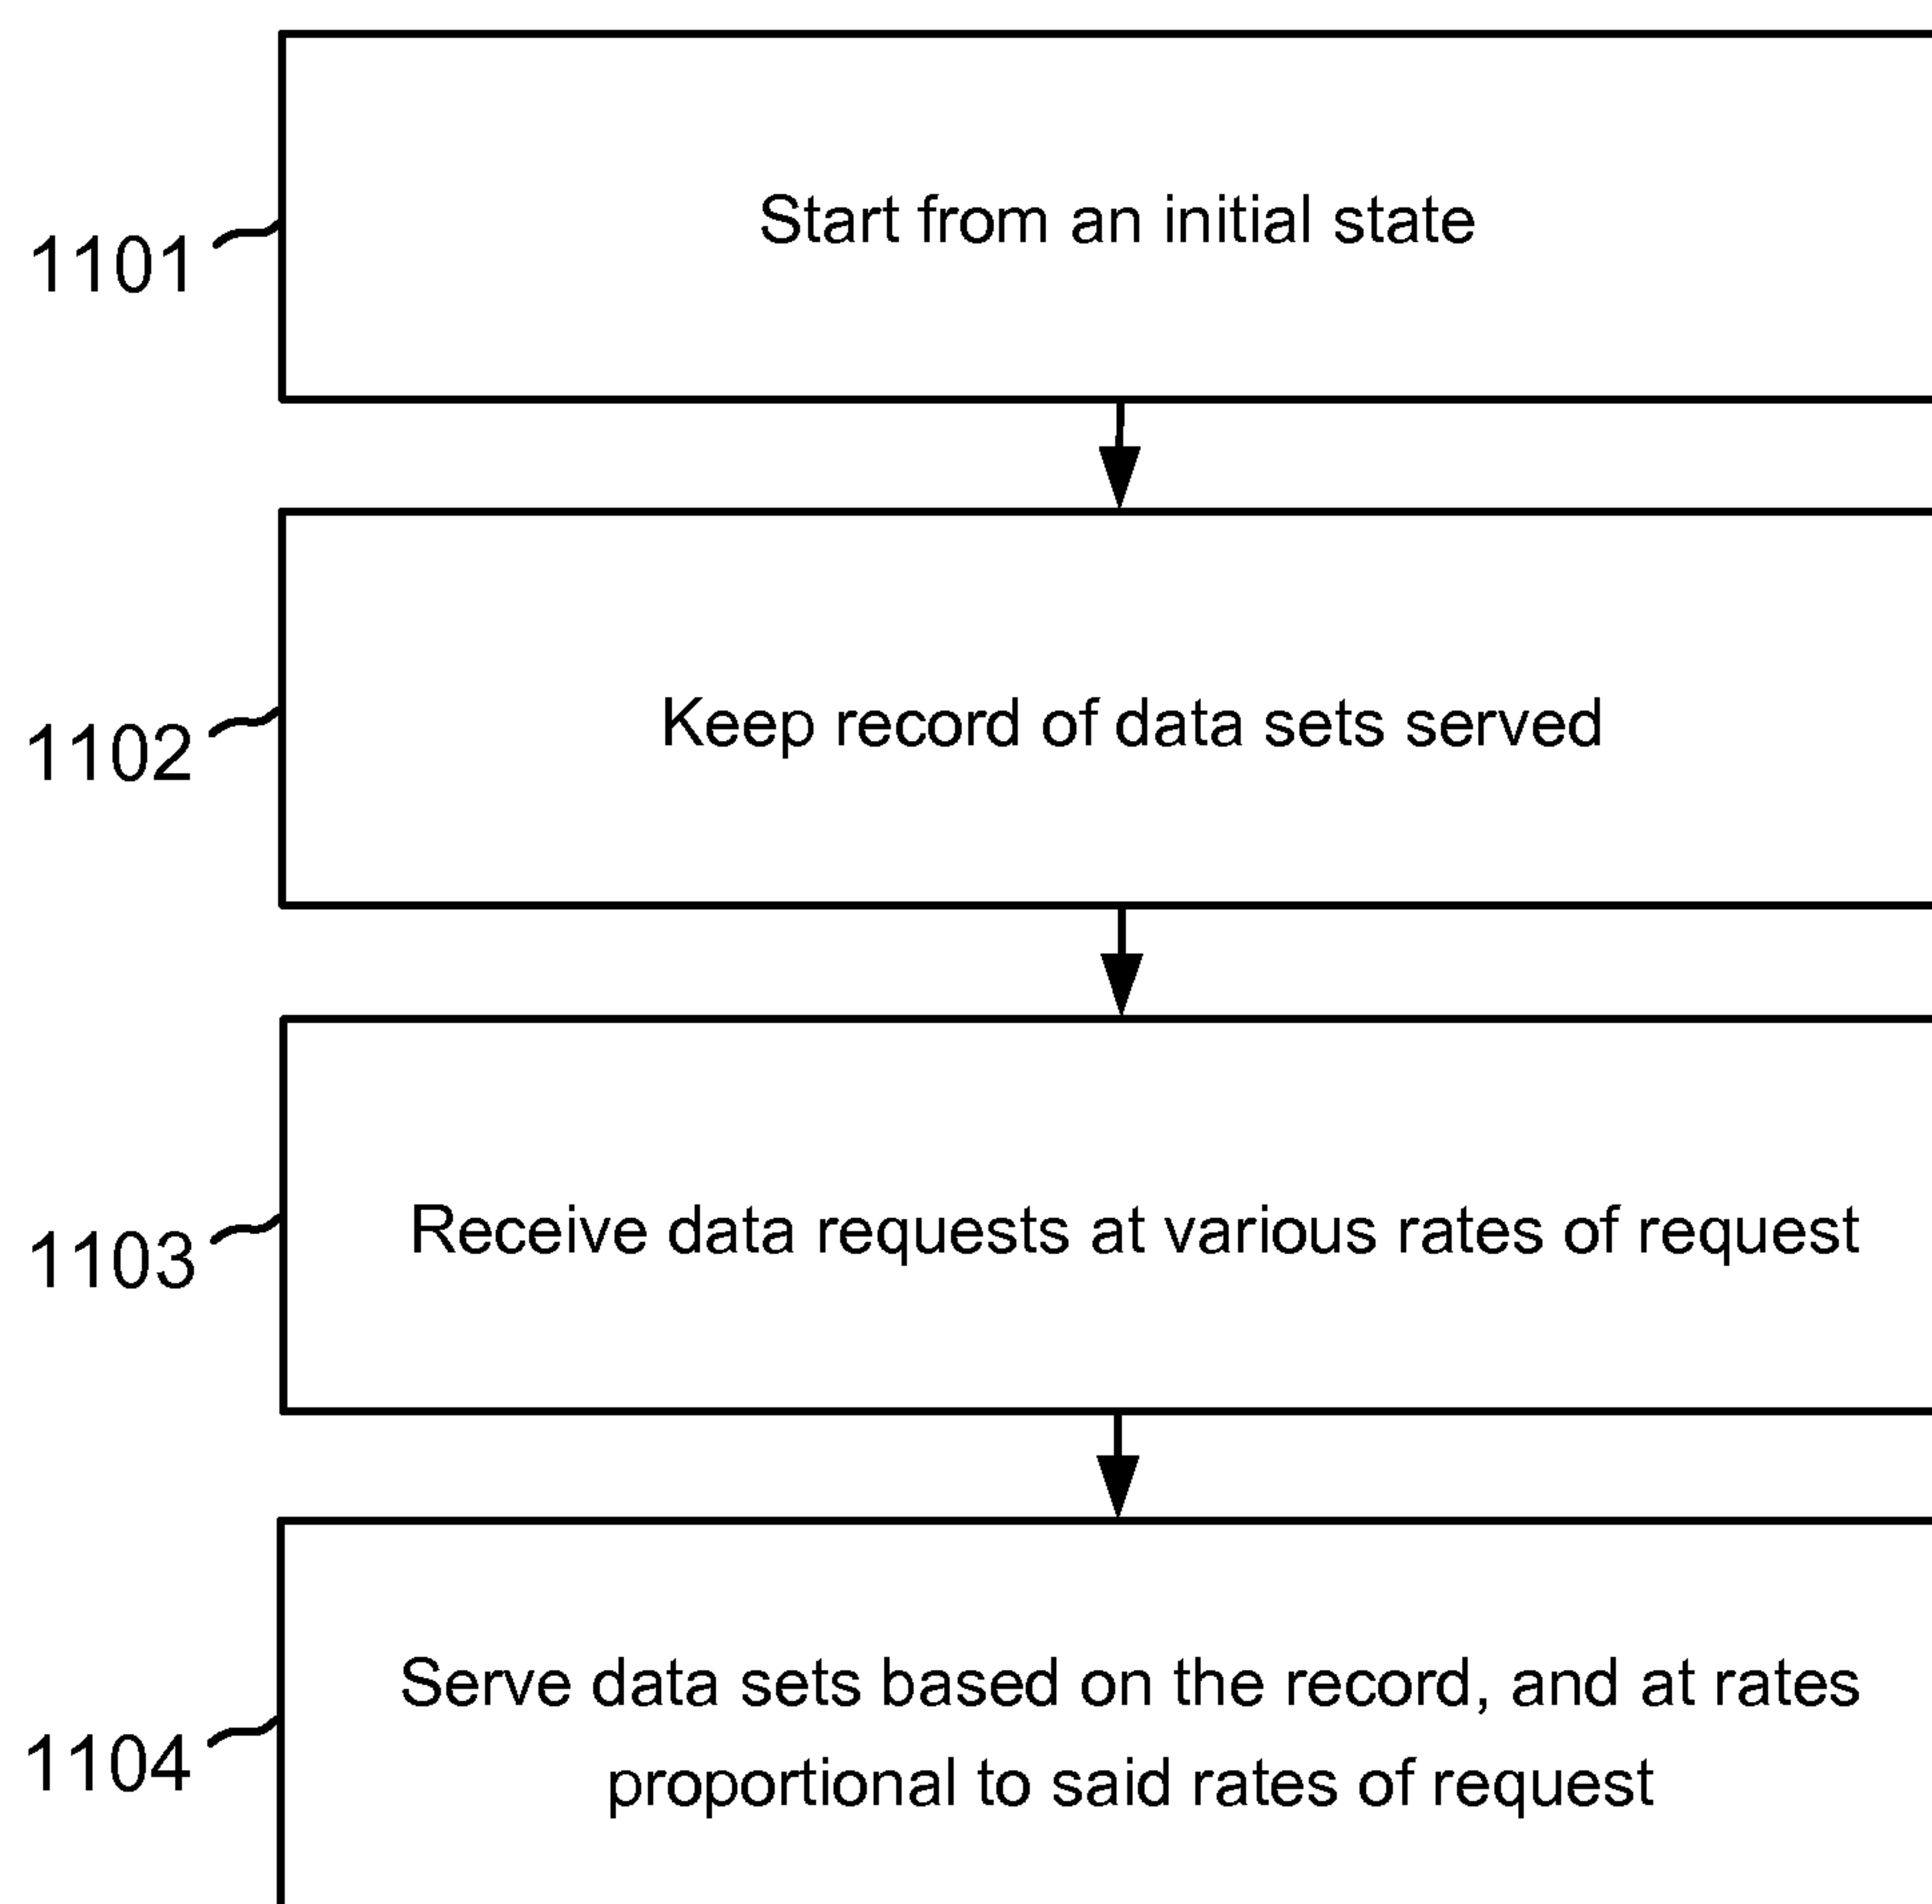 Start from an initial state
1101
Keep record of data sets served
1102
Receive data requests at various rates of request
1103
Serve data sets based on the record, and at rates
proportional to said rates of request
1104